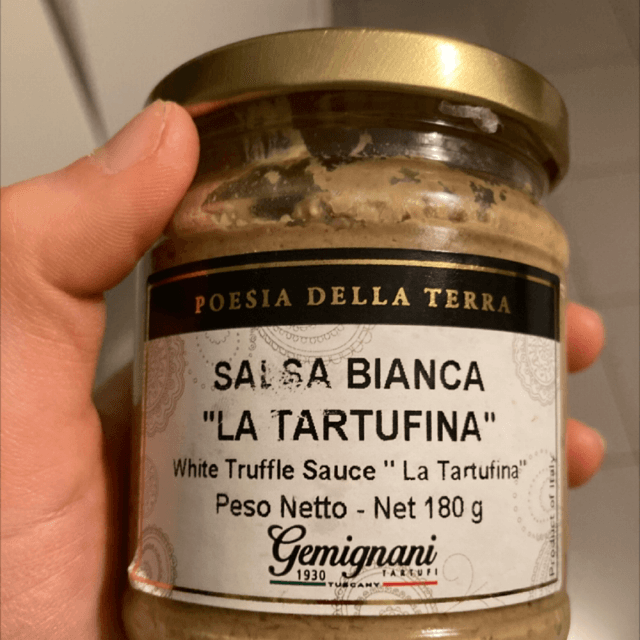 POESIA DELLA TERRA
SALSA BIANCA
"LA TARTUFINA"
White Truffle Sauce " La Tartufina"
Peso Netto - Net 180 g
Gemignani
1930 TARTUFI
TUSCANY
Product of Italy